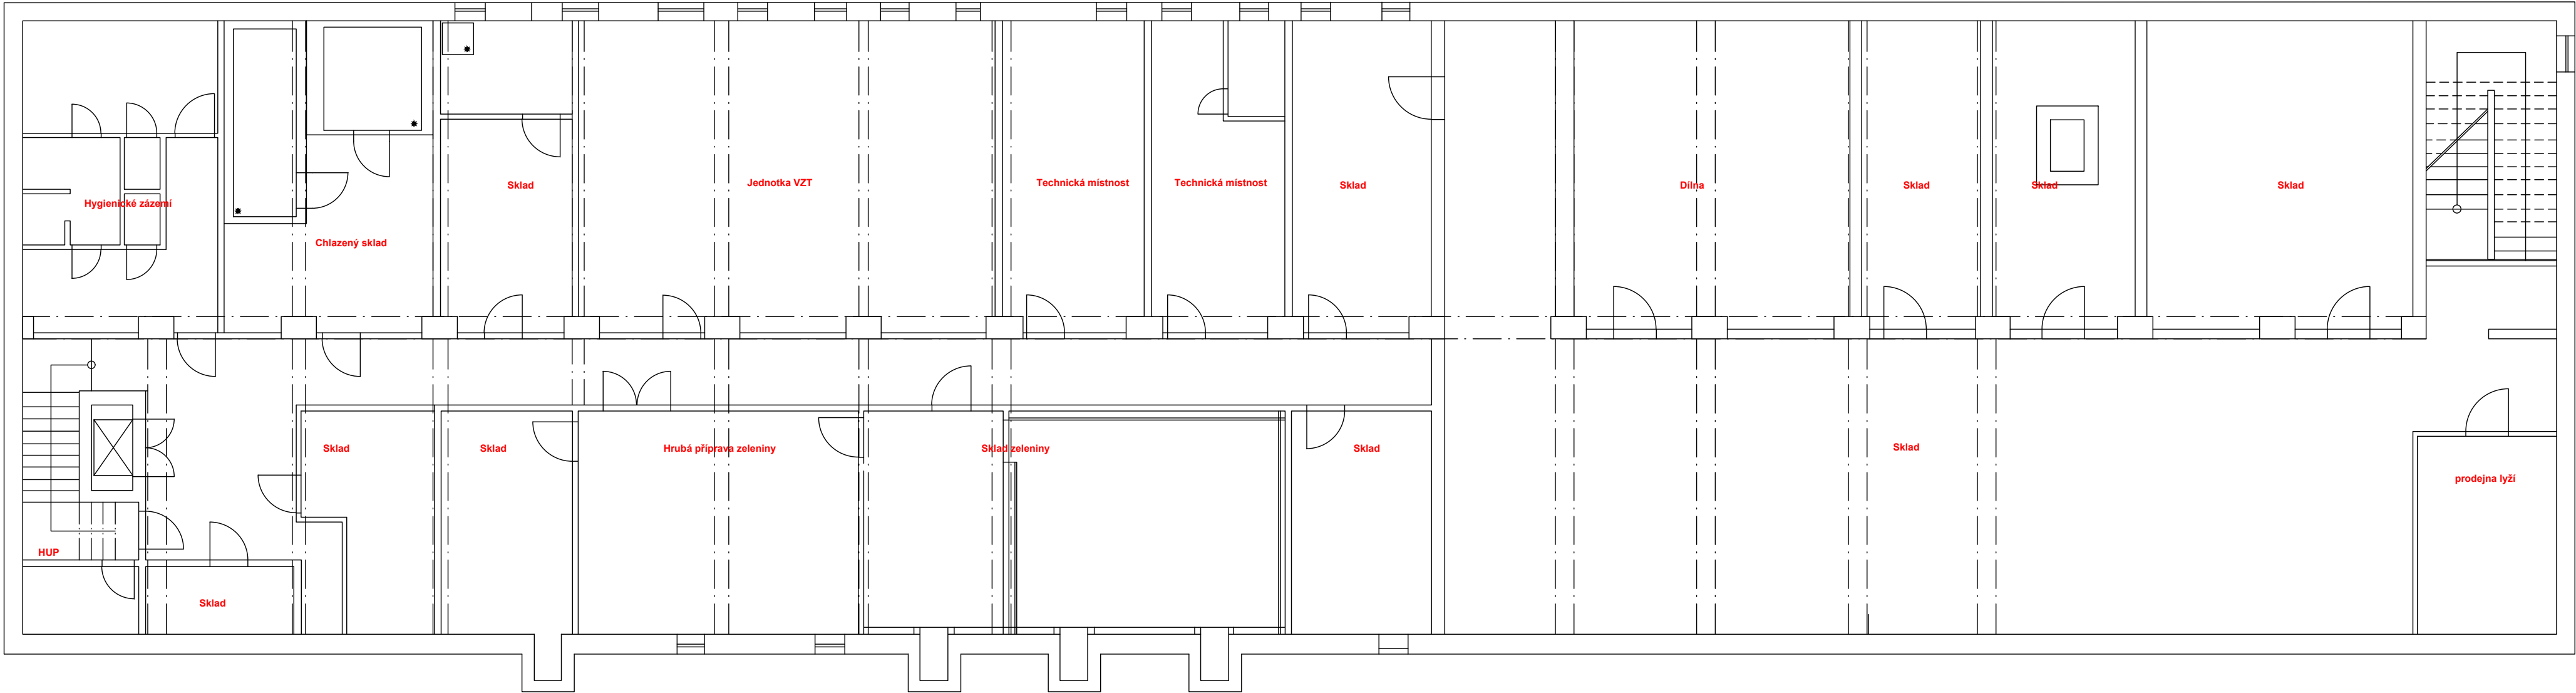 Sklad
Jednotka VZT
Technická místnost
Technická místnost
Sklad
Dílna
Sklad
Sklad
Sklad
Hygienické zázemí
Chlazený sklad
Sklad
Sklad
Hrubá příprava zeleniny
Sklad zeleniny
Sklad
Sklad
prodejna lyží
HUP
Sklad